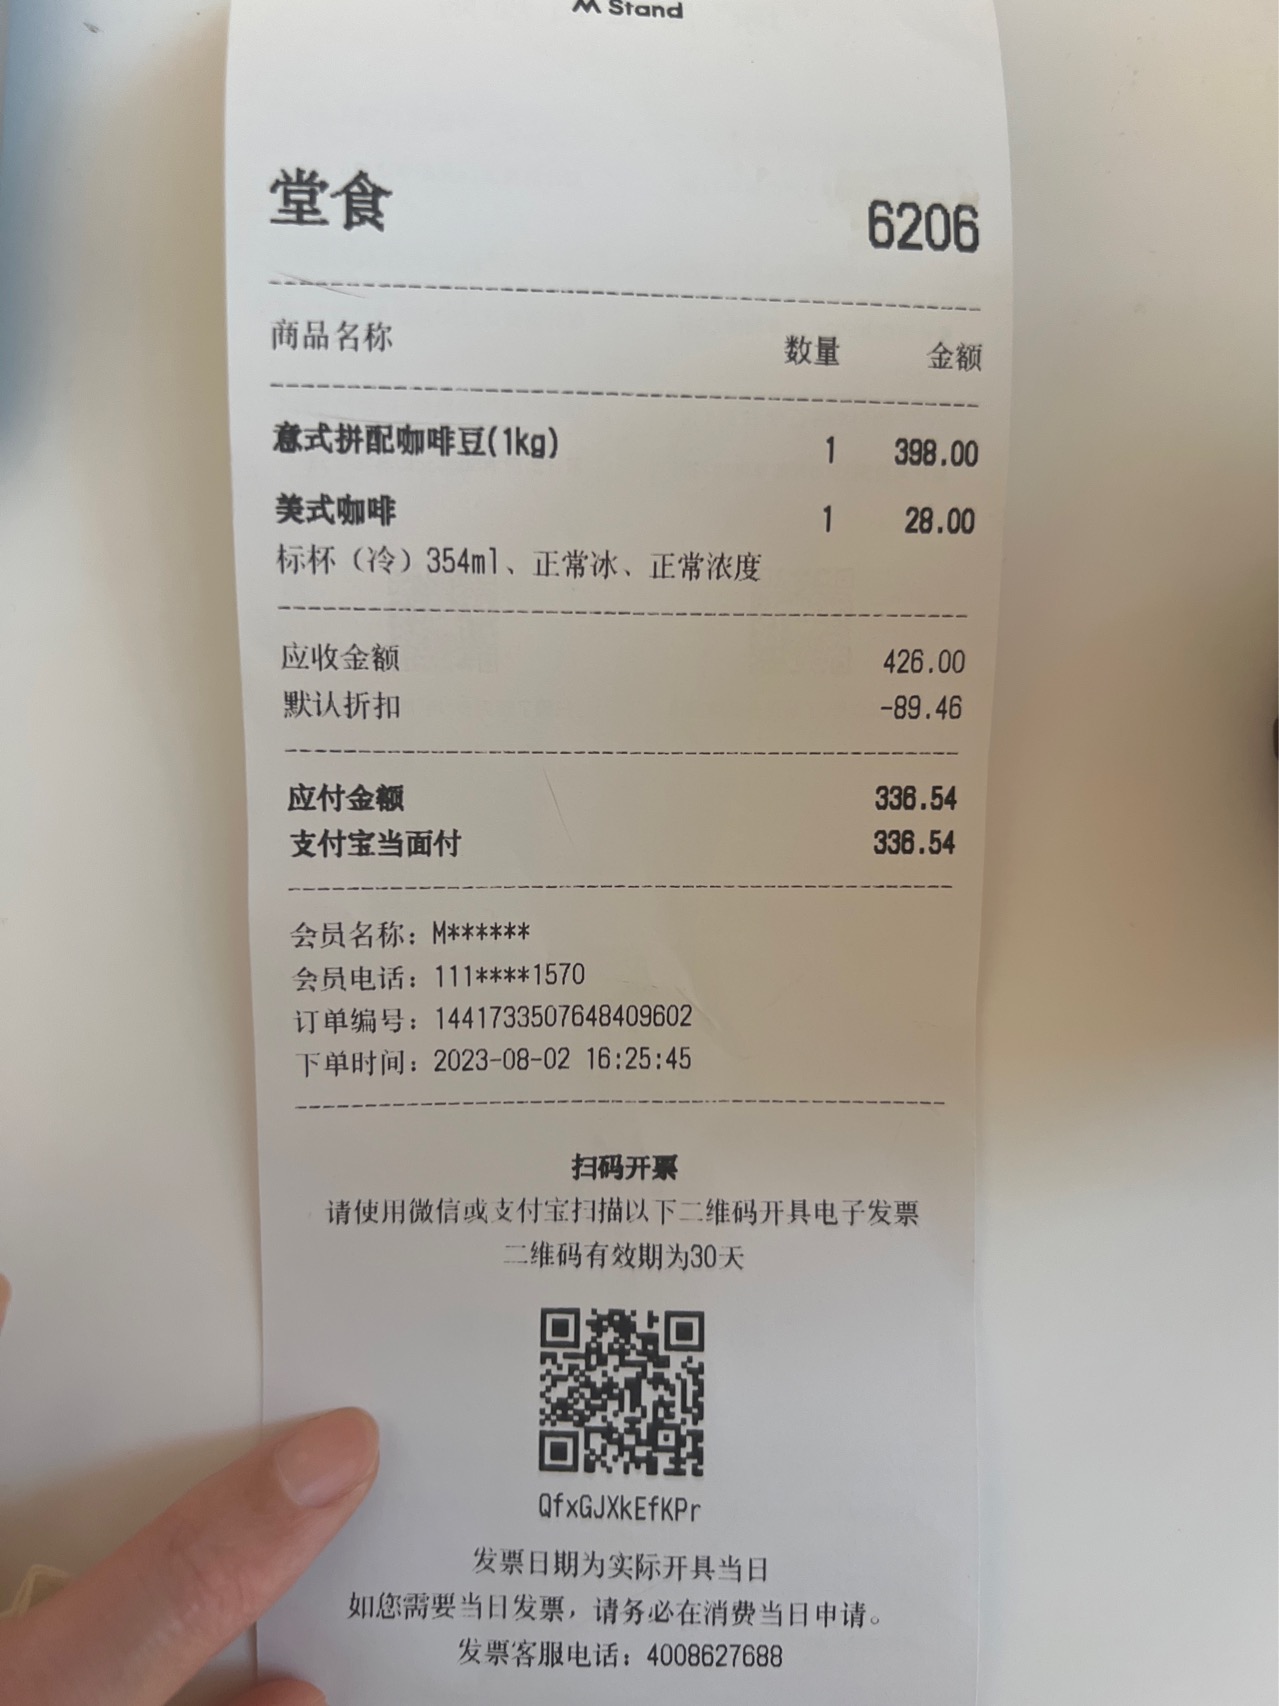 M Stand
堂食 6206
商品名称 数量 金额
意式拼配咖啡豆(1kg) 1 398.00
美式咖啡 1 28.00
标杯（冷）354ml、正常冰、正常浓度
应收金额 426.00
默认折扣 -89.46
应付金额 336.54
支付宝当面付 336.54
会员名称：M******
会员电话：111****1570
订单编号：1441733507648409602
下单时间：2023-08-02 16:25:45
扫码开票
请使用微信或支付宝扫描以下二维码开具电子发票
二维码有效期为30天
QfxGJXkEfKPr
发票日期为实际开具当日
如您需要当日发票，请务必在消费当日申请。
发票客服电话：4008627688